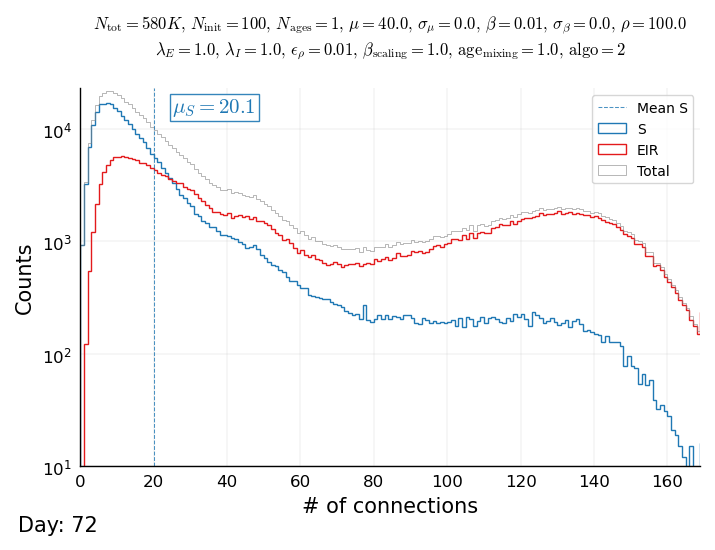 N_tot = 580K, N_init = 100, N_ages = 1, μ = 40.0, σ_μ = 0.0, β = 0.01, σ_β = 0.0, ρ = 100.0
λ_E = 1.0, λ_I = 1.0, ϵ_ρ = 0.01, β_scaling = 1.0, age_mixing = 1.0, algo = 2
μ_S = 20.1
Mean S
S
EIR
Total
10^4
10^3
10^2
10^1
Counts
0 20 40 60 80 100 120 140 160
# of connections
Day: 72